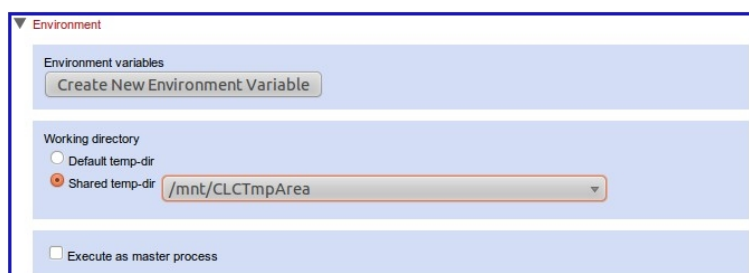 Environment
Environment variables
Create New Environment Variable
Working directory
Default temp-dir
Shared temp-dir /mnt/CLCTmpArea
Execute as master process